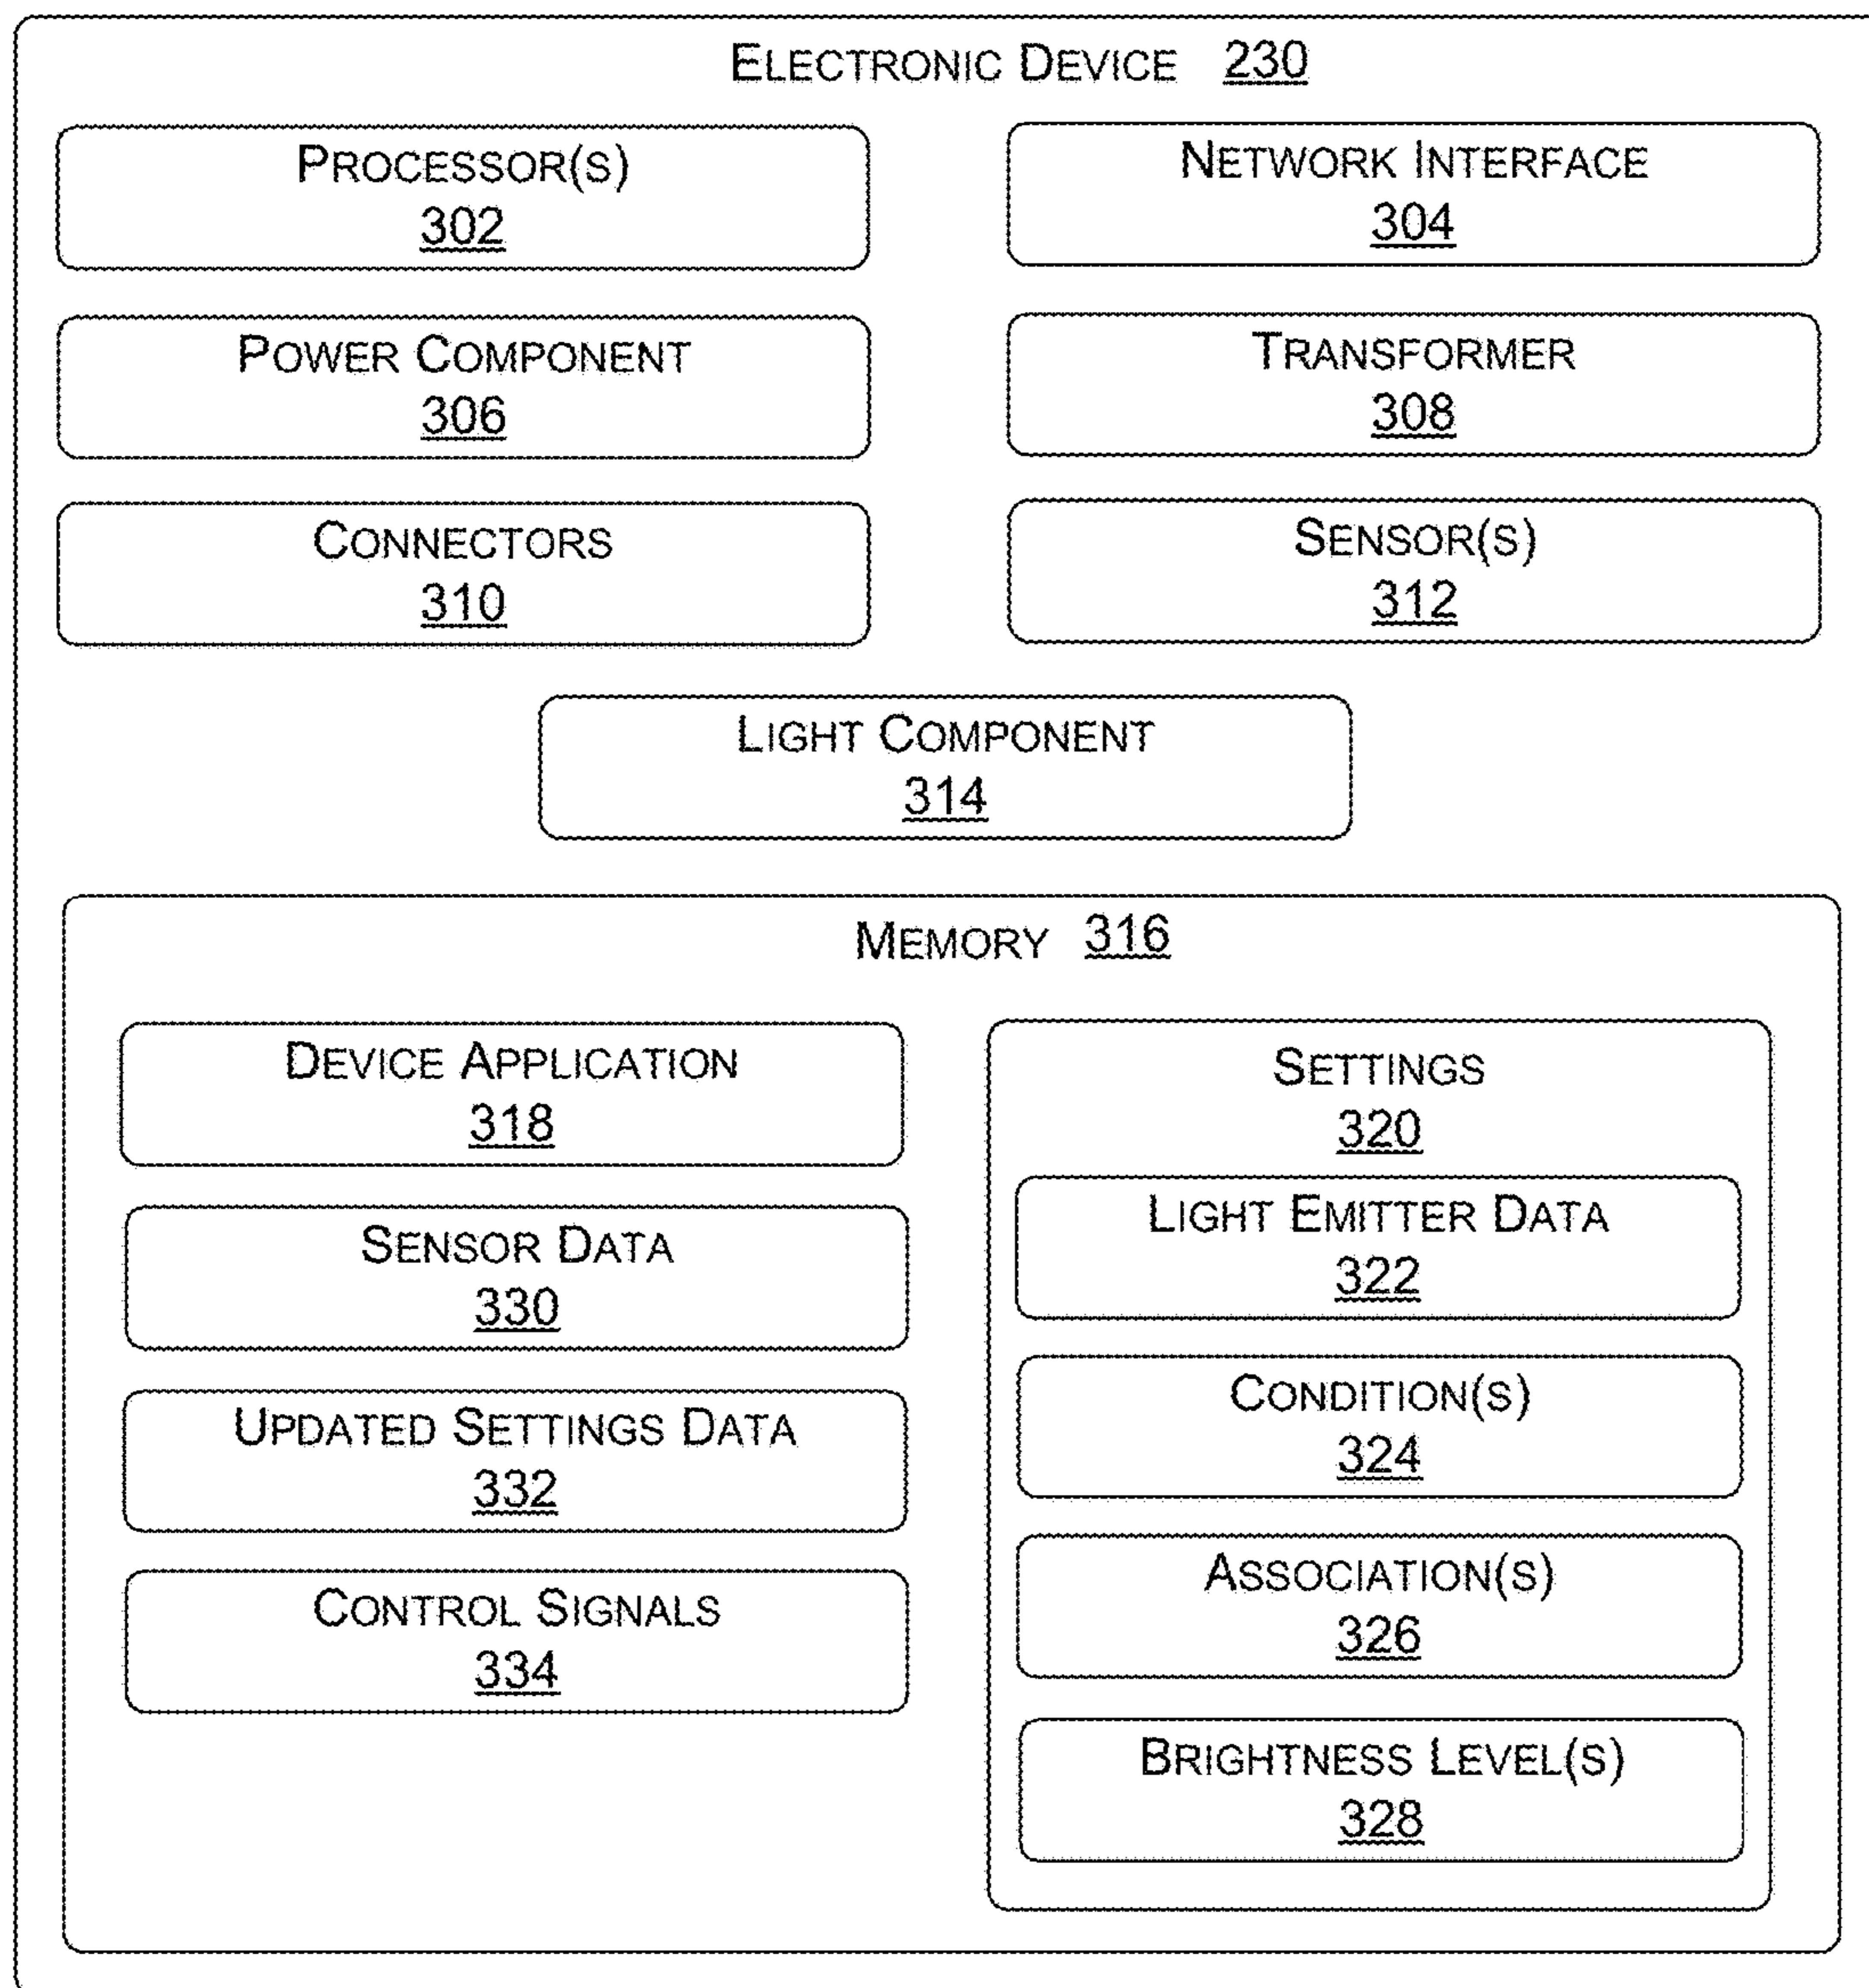 ELECTRONIC DEVICE 230
PROCESSOR(S)
302
NETWORK INTERFACE
304
POWER COMPONENT
306
TRANSFORMER
308
CONNECTORS
310
SENSOR(S)
312
LIGHT COMPONENT
314
MEMORY 316
DEVICE APPLICATION
318
SENSOR DATA
330
UPDATED SETTINGS DATA
332
CONTROL SIGNALS
334
SETTINGS
320
LIGHT EMITTER DATA
322
CONDITION(S)
324
ASSOCIATION(S)
326
BRIGHTNESS LEVEL(S)
328